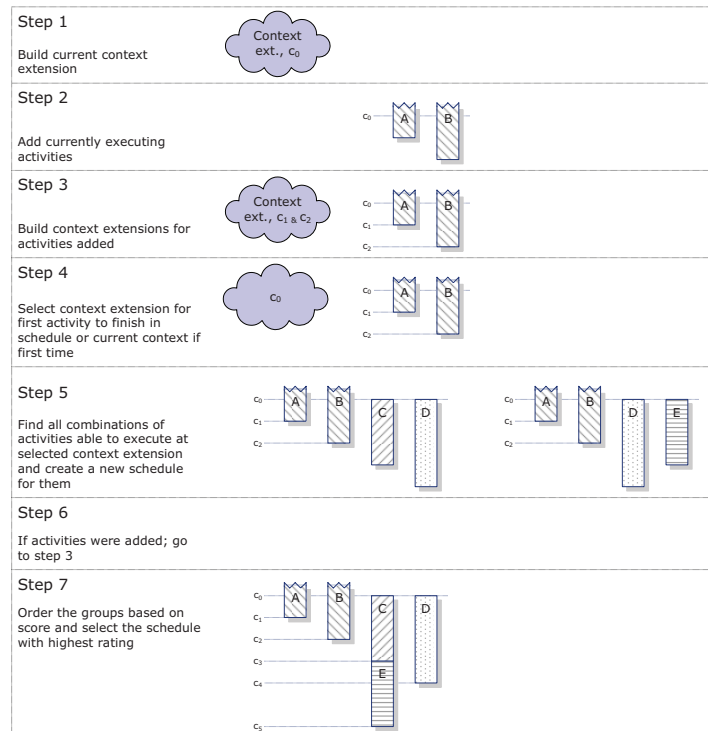 Step 1
Build current context
extension
Context
ext., c₀
Step 2
Add currently executing
activities
c₀
A
B
Step 3
Build context extensions for
activities added
Context
ext., c₁ & c₂
c₀
A
B
c₁
c₂
Step 4
Select context extension for
first activity to finish in
schedule or current context if
first time
c₀
c₀
A
B
c₁
c₂
Step 5
Find all combinations of
activities able to execute at
selected context extension
and create a new schedule
for them
c₀
A
B
C
D
c₁
c₂
c₀
A
B
D
E
c₁
c₂
Step 6
If activities were added; go
to step 3
Step 7
Order the groups based on
score and select the schedule
with highest rating
c₀
A
B
C
D
c₁
c₂
c₃
E
c₄
c₅